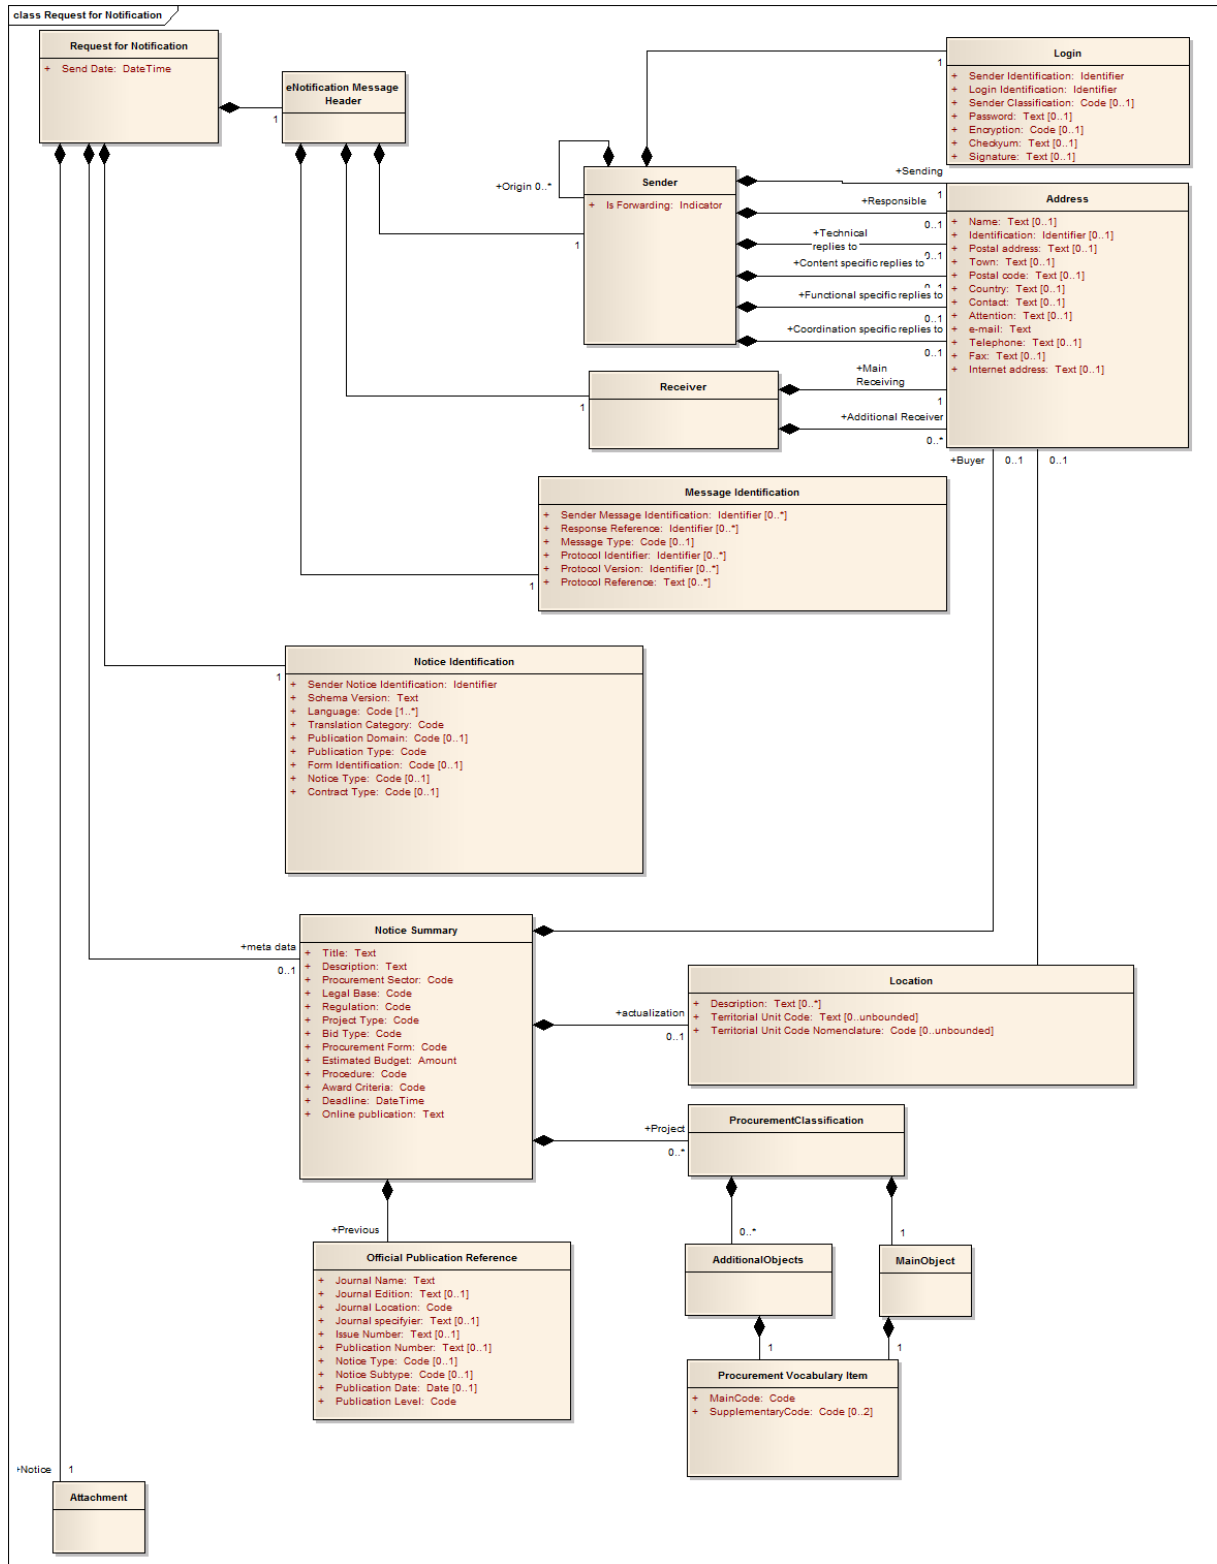 class Request for Notification
Request for Notification
+ Send Date: DateTime
eNotification Message
Header
1
Login
+ Sender Identification: Identifier
+ Login Identification: Identifier
+ Sender Classification: Code [0..1]
+ Password: Text [0..1]
+ Encryption: Code [0..1]
+ Checkyum: Text [0..1]
+ Signature: Text [0..1]
1
+Origin 0..*
Sender
+ Is Forwarding: Indicator
1
+Sending
1
+Responsible
0..1
+Technical
replies to
0..1
+Content specific replies to
0..1
+Functional specific replies to
0..1
+Coordination specific replies to
0..1
Address
+ Name: Text [0..1]
+ Identification: Identifier [0..1]
+ Postal address: Text [0..1]
+ Town: Text [0..1]
+ Postal code: Text [0..1]
+ Country: Text [0..1]
+ Contact: Text [0..1]
+ Attention: Text [0..1]
+ e-mail: Text
+ Telephone: Text [0..1]
+ Fax: Text [0..1]
+ Internet address: Text [0..1]
Receiver
1
+Main
Receiving
1
+Additional Receiver
0..*
+Buyer
0..1
0..1
Message Identification
+ Sender Message Identification: Identifier [0..*]
+ Response Reference: Identifier [0..*]
+ Message Type: Code [0..1]
+ Protocol Identifier: Identifier [0..*]
+ Protocol Version: Identifier [0..*]
+ Protocol Reference: Text [0..*]
1
Notice Identification
+ Sender Notice Identification: Identifier
+ Schema Version: Text
+ Language: Code [1..*]
+ Translation Category: Code
+ Publication Domain: Code [0..1]
+ Publication Type: Code
+ Form Identification: Code [0..1]
+ Notice Type: Code [0..1]
+ Contract Type: Code [0..1]
1
+meta data
0..1
Notice Summary
+ Title: Text
+ Description: Text
+ Procurement Sector: Code
+ Legal Base: Code
+ Regulation: Code
+ Project Type: Code
+ Bid Type: Code
+ Procurement Form: Code
+ Estimated Budget: Amount
+ Procedure: Code
+ Award Criteria: Code
+ Deadline: DateTime
+ Online publication: Text
+actualization
0..1
Location
+ Description: Text [0..*]
+ Territorial Unit Code: Text [0..unbounded]
+ Territorial Unit Code Nomenclature: Code [0..unbounded]
+Project
0..*
ProcurementClassification
0..*
1
AdditionalObjects
MainObject
1
1
Procurement Vocabulary Item
+ MainCode: Code
+ SupplementaryCode: Code [0..2]
+Previous
Official Publication Reference
+ Journal Name: Text
+ Journal Edition: Text [0..1]
+ Journal Location: Code
+ Journal specifyier: Text [0..1]
+ Issue Number: Text [0..1]
+ Publication Number: Text [0..1]
+ Notice Type: Code [0..1]
+ Notice Subtype: Code [0..1]
+ Publication Date: Date [0..1]
+ Publication Level: Code
+Notice
1
Attachment